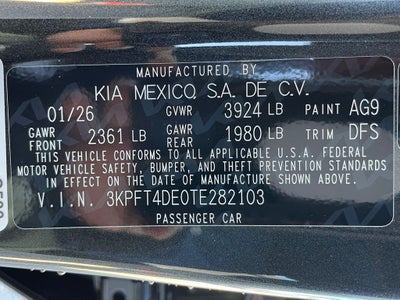 MANUFACTURED BY
KIA MEXICO, S.A. DE C.V.
01/26 GVWR 3924 LB PAINT AG9
GAWR FRONT 2361 LB GAWR REAR 1980 LB TRIM DFS
THIS VEHICLE CONFORMS TO ALL APPLICABLE U.S.A. FEDERAL
MOTOR VEHICLE SAFETY, BUMPER, AND THEFT PREVENTION STANDARDS
IN EFFECT ON THE DATE OF MANUFACTURE SHOWN ABOVE.
V.I.N. 3KPFT4DE0TE282103
PASSENGER CAR